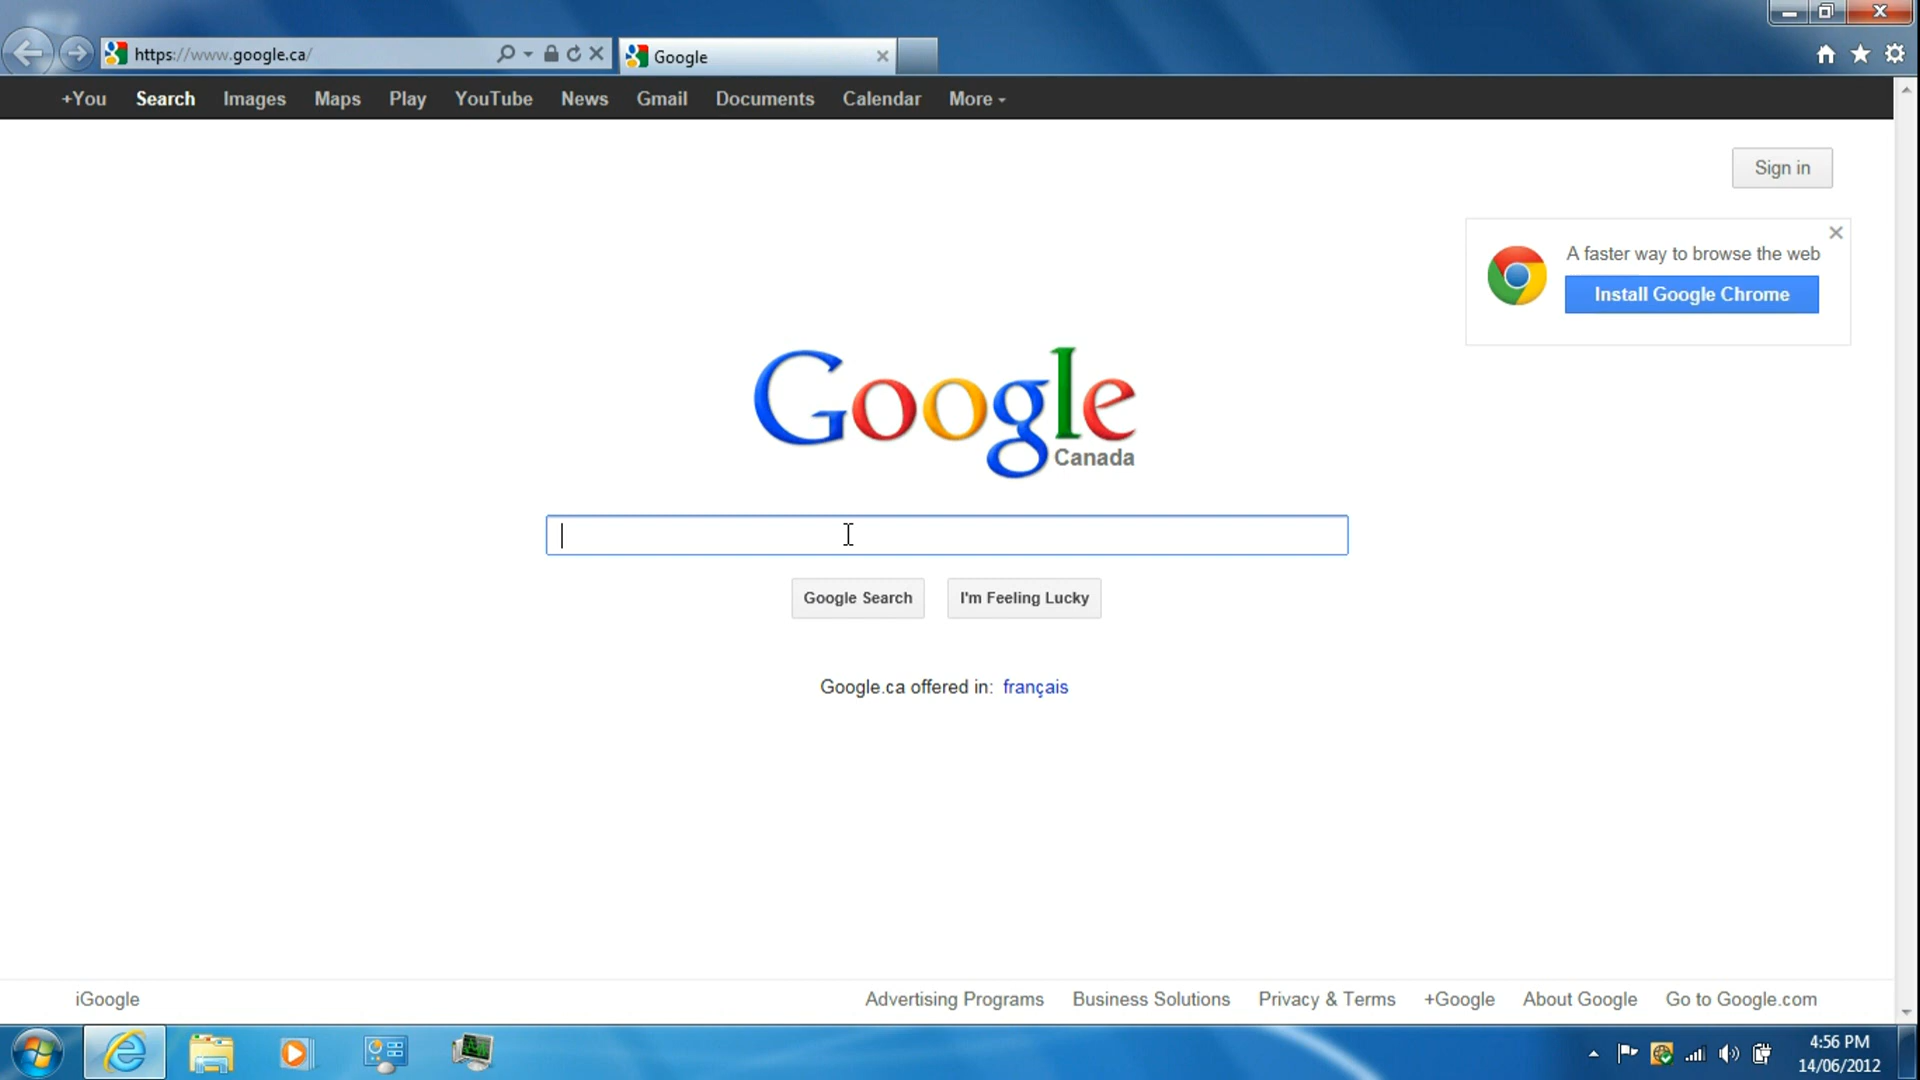 https://www.google.ca/
Google
+You Search Images Maps Play YouTube News Gmail Documents Calendar More
Sign in
A faster way to browse the web
Install Google Chrome
Google
Canada
Google Search I'm Feeling Lucky
Google.ca offered in: français
iGoogle Advertising Programs Business Solutions Privacy & Terms +Google About Google Go to Google.com
4:56 PM
14/06/2012